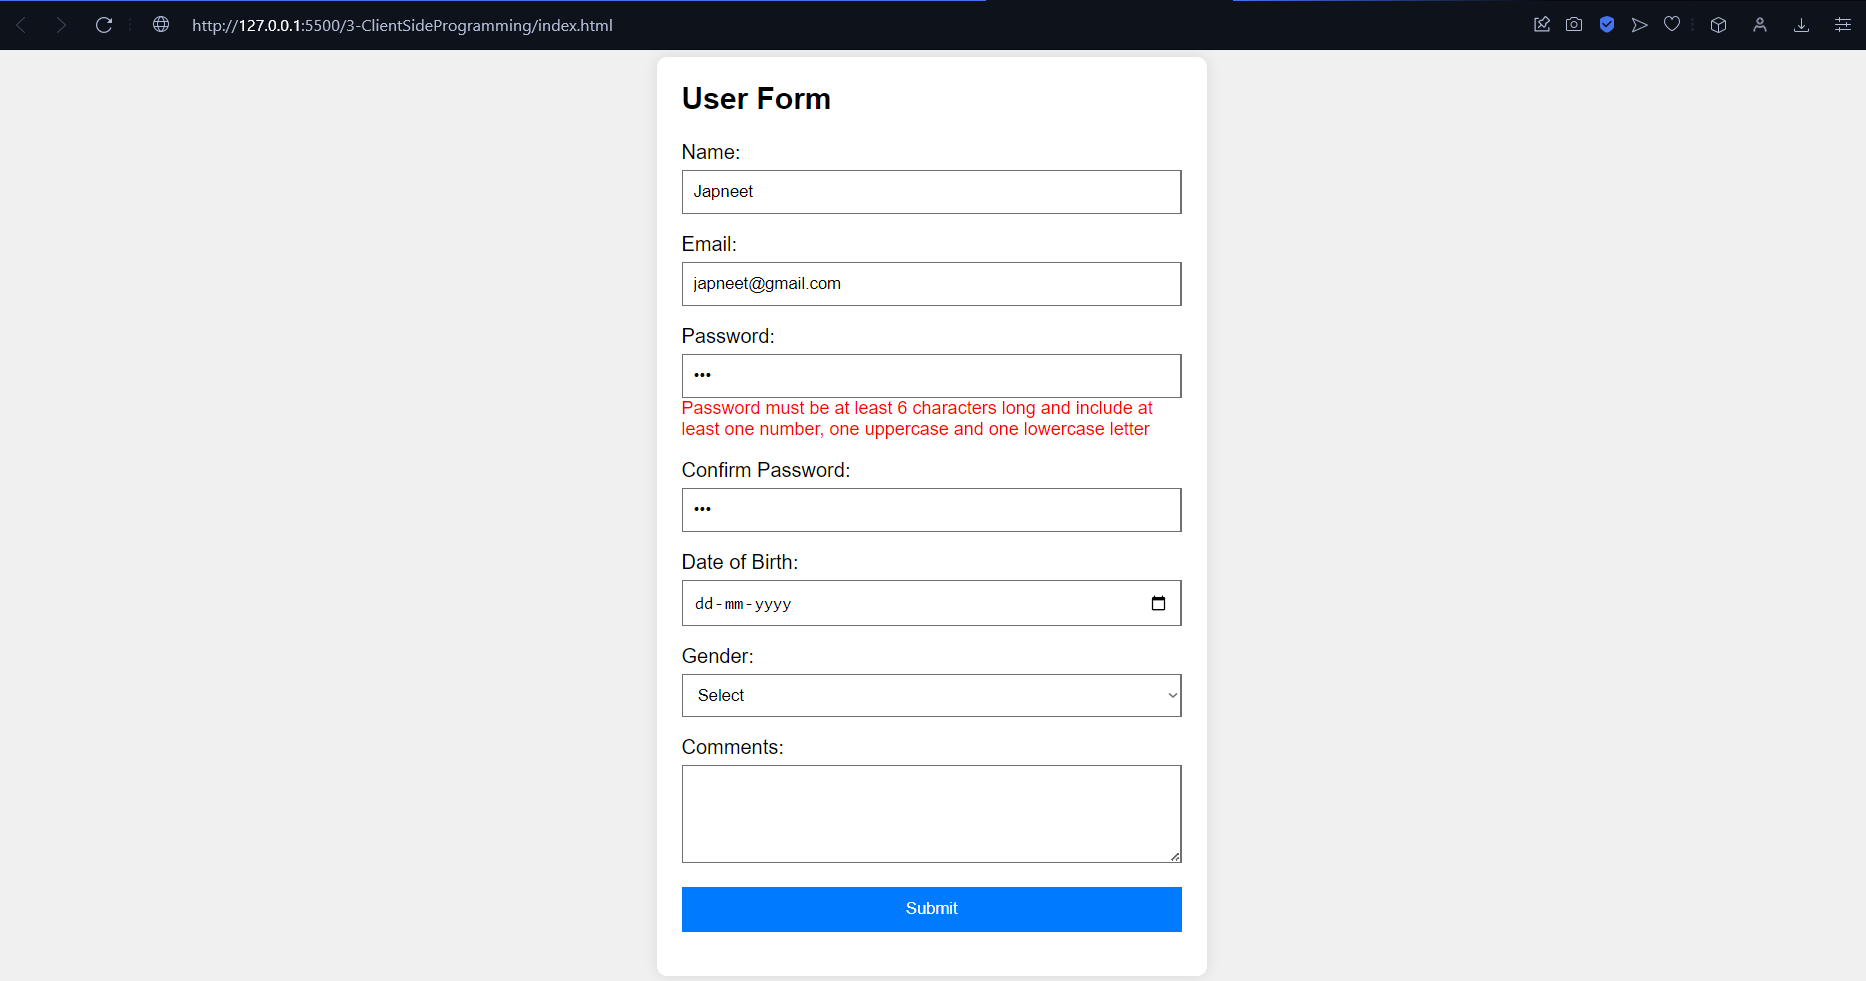 http://127.0.0.1:5500/3-ClientSideProgramming/index.html
User Form
Name:
Japneet
Email:
japneet@gmail.com
Password:
•••
Password must be at least 6 characters long and include at
least one number, one uppercase and one lowercase letter
Confirm Password:
•••
Date of Birth:
dd-mm-yyyy
Gender:
Select
Comments:
Submit